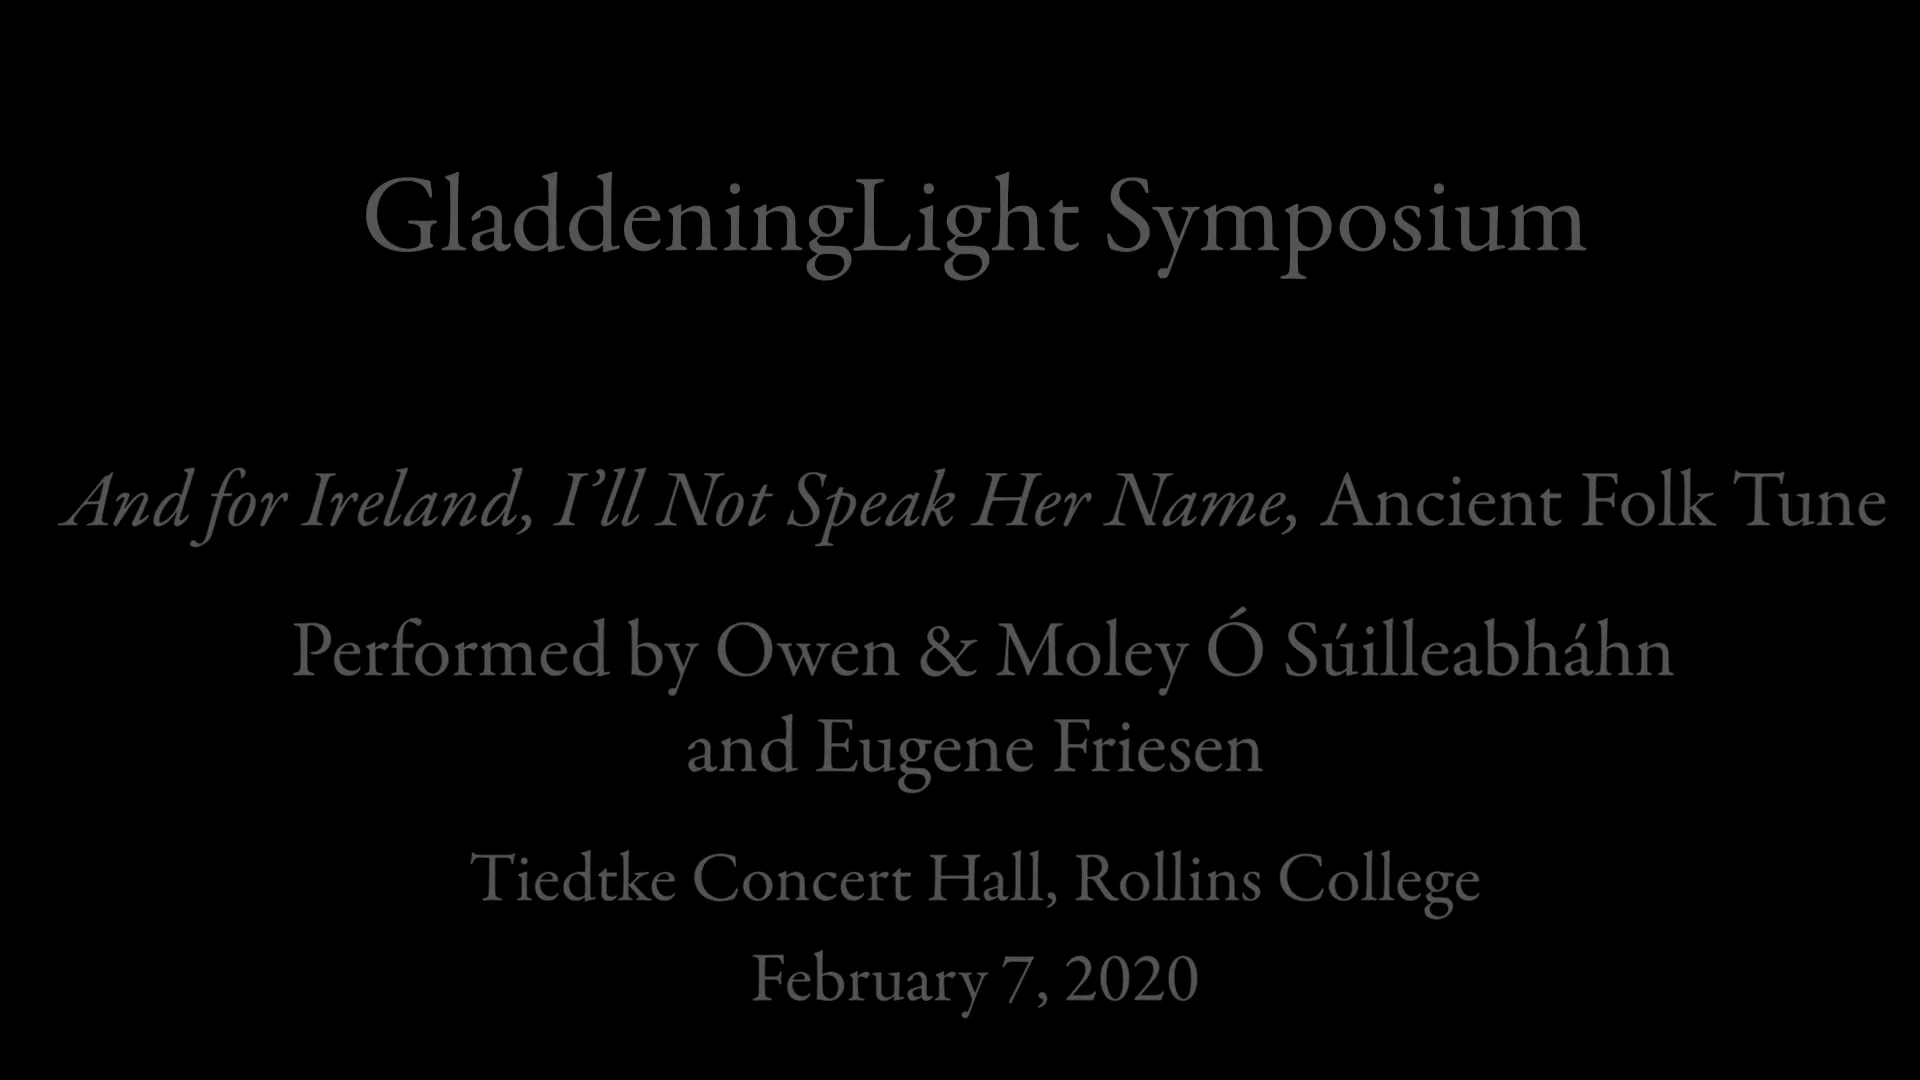 GladdeningLight Symposium
And for Ireland, I’ll Not Speak Her Name, Ancient Folk Tune
Performed by Owen & Moley Ó Súilleabháhn
and Eugene Friesen
Tiedtke Concert Hall, Rollins College
February 7, 2020